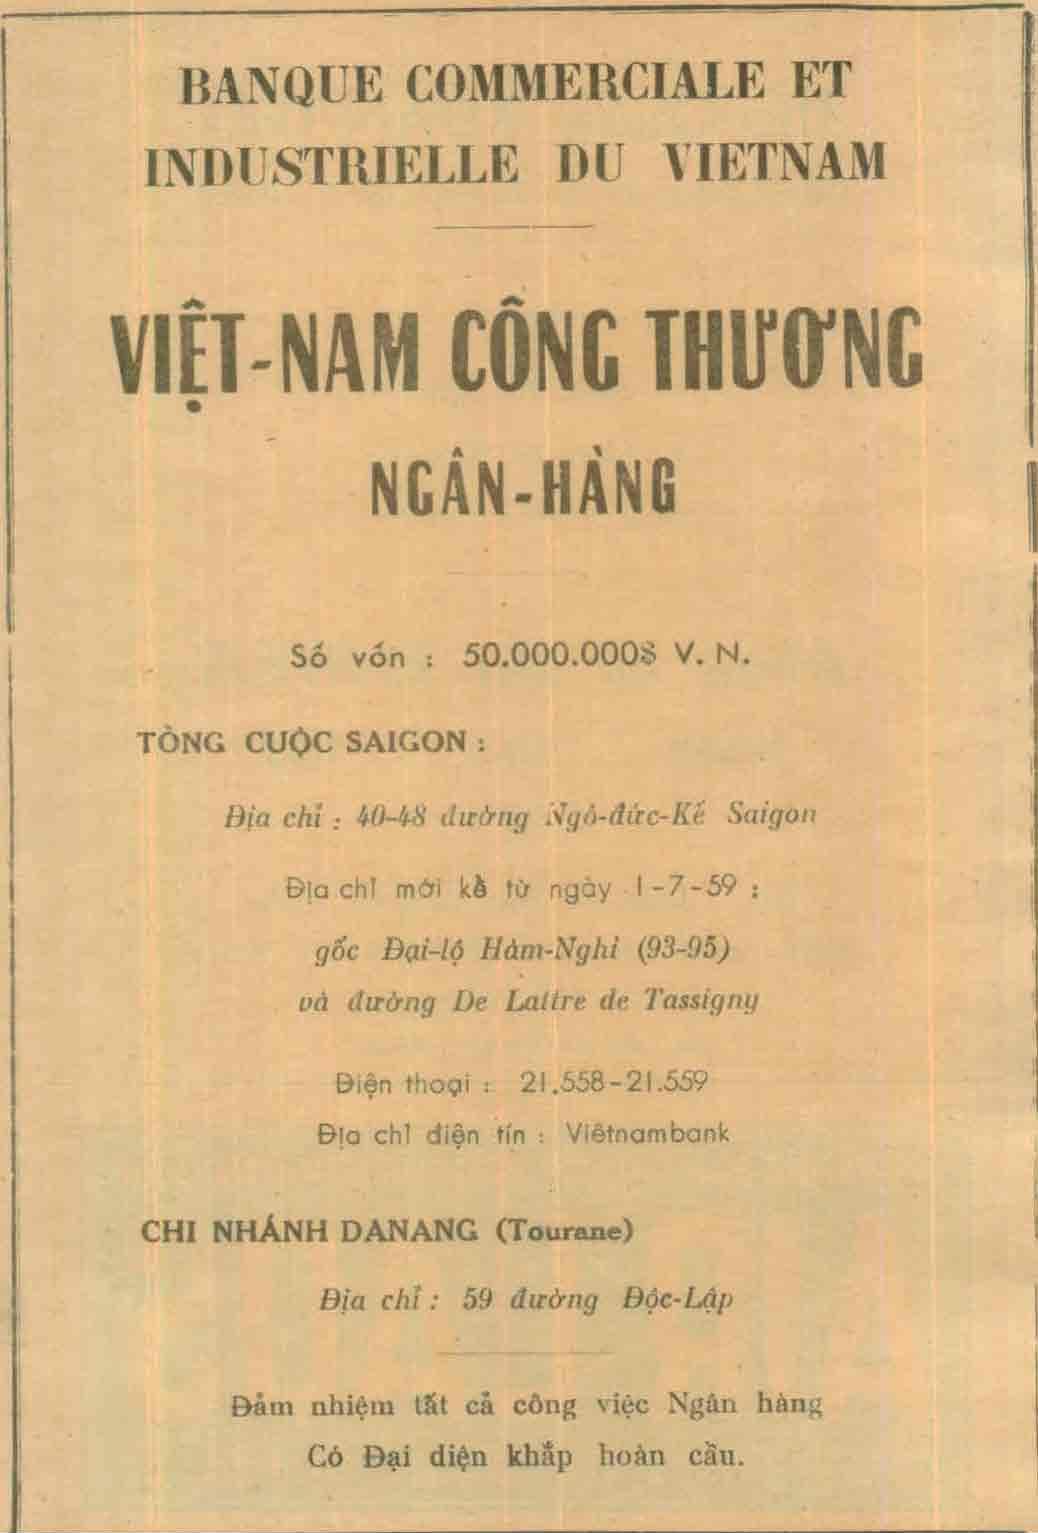 BANQUE COMMERCIALE ET
INDUSTRIELLE DU VIETNAM
VIỆT-NAM CÔNG THƯƠNG
NGÂN-HÀNG
Số vốn : 50.000.000$ V. N.
TÒNG CUỘC SAIGON :
Địa chỉ : 40-48 đường Ngô-đức-Kế Saigon
Địa chỉ mới kể từ ngày 1-7-59 :
gốc Đại-lộ Hàm-Nghi (93-95)
và đường De Lattre de Tassigny
Điện thoại : 21.558-21.559
Địa chỉ điện tín : Viêtnambank
CHI NHÁNH DANANG (Tourane)
Địa chỉ : 59 đường Độc-Lập
Đảm nhiệm tất cả công việc Ngân hàng
Có Đại diện khắp hoàn cầu.